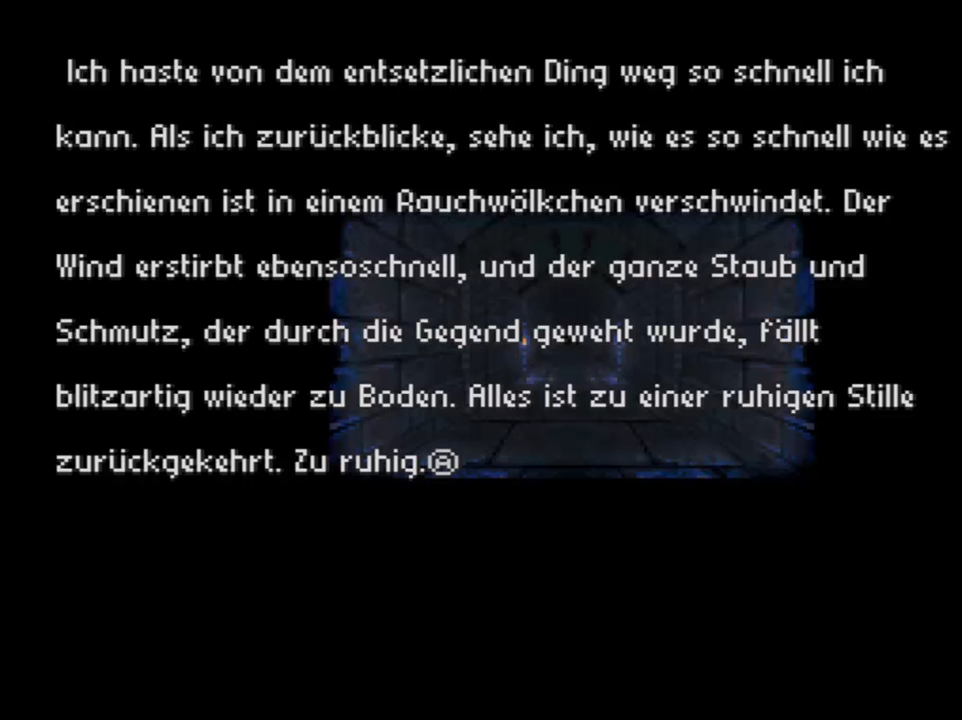 Ich haste von dem entsetzlichen Ding weg so schnell ich
kann. Als ich zurückblicke, sehe ich, wie es so schnell wie es
erschienen ist in einem Rauchwölkchen verschwindet. Der
Wind erstirbt ebensoschnell, und der ganze Staub und
Schmutz, der durch die Gegend geweht wurde, fällt
blitzartig wieder zu Boden. Alles ist zu einer ruhigen Stille
zurückgekehrt. Zu ruhig.Ⓐ